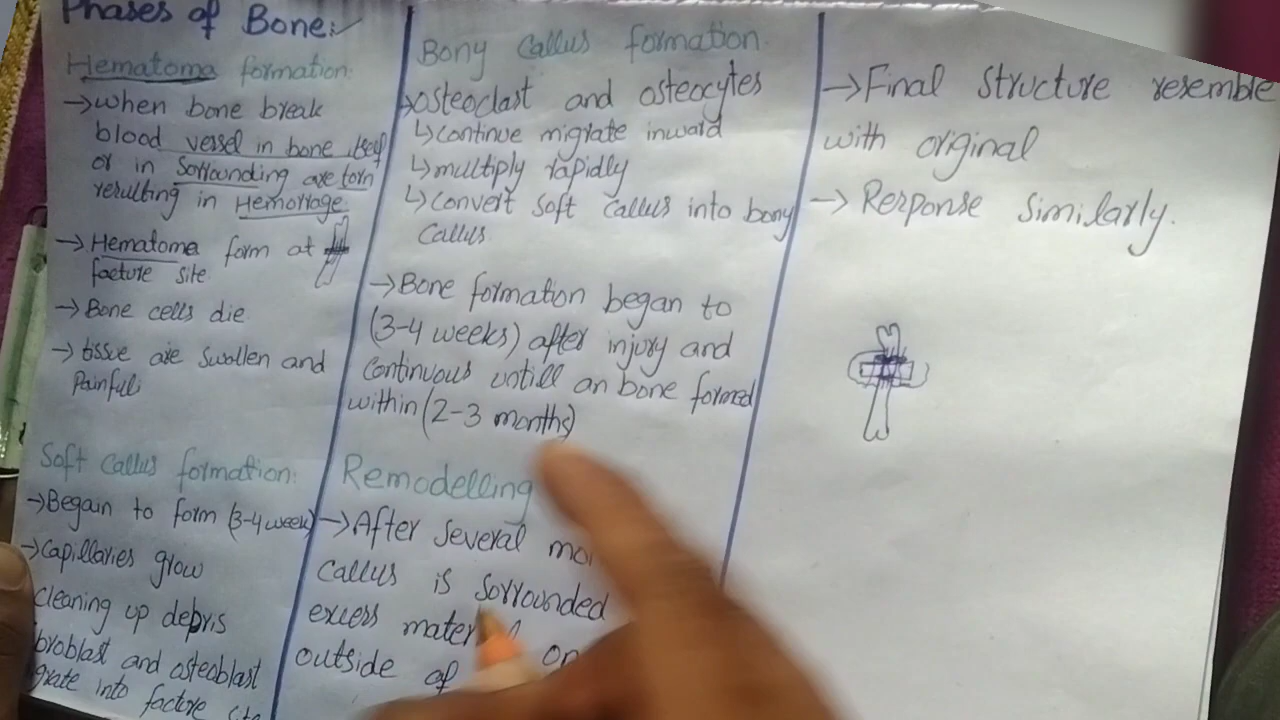 Phases of Bone:
Hematoma formation:
→when bone break
blood vessel in bone itself
or in Sorrounding are torn
resulting in Hemorrage.
→Hematoma form at
facture site
→Bone cells die
→tissue are swollen and
Painful
Soft Callus formation:
→Begain to form (3-4 week)
→Capillaries grow
cleaning up debris
broblast and osteoblast
grate into facture site
Bony Callus formation.
→osteoclast and osteocytes
↳continue migrate inward
↳multiply rapidly
↳convert soft callus into bony
Callus
→Bone formation began to
(3-4 weeks) after injury and
continuous untill an bone formed
within (2-3 months)
Remodelling
→After several
Callus is Sorrounded
excess
outside of on
→Final structure resemble
with original
→ Response similarly.